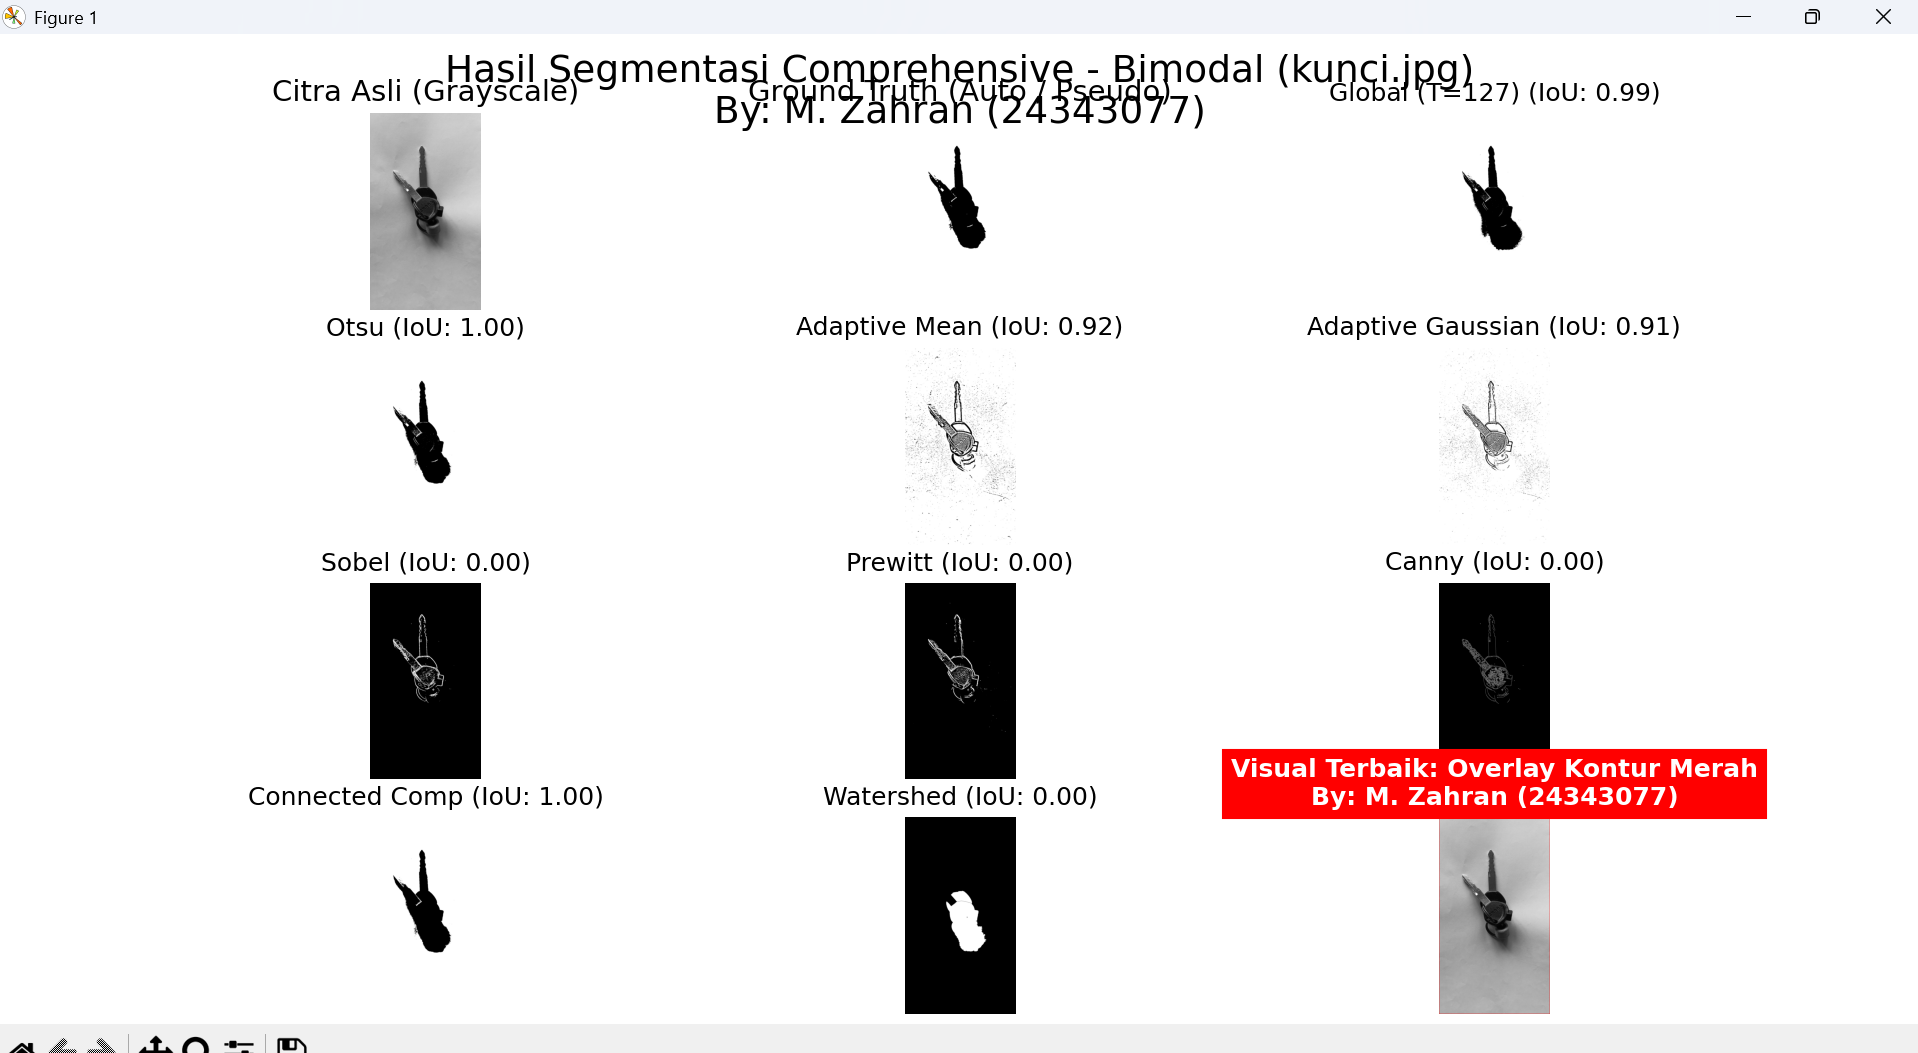 Figure 1
Hasil Segmentasi Comprehensive - Bimodal (kunci.jpg)
By: M. Zahran (24343077)
Citra Asli (Grayscale)
Ground Truth (Auto / Pseudo)
Global (T=127) (IoU: 0.99)
Otsu (IoU: 1.00)
Adaptive Mean (IoU: 0.92)
Adaptive Gaussian (IoU: 0.91)
Sobel (IoU: 0.00)
Prewitt (IoU: 0.00)
Canny (IoU: 0.00)
Connected Comp (IoU: 1.00)
Watershed (IoU: 0.00)
Visual Terbaik: Overlay Kontur Merah
By: M. Zahran (24343077)